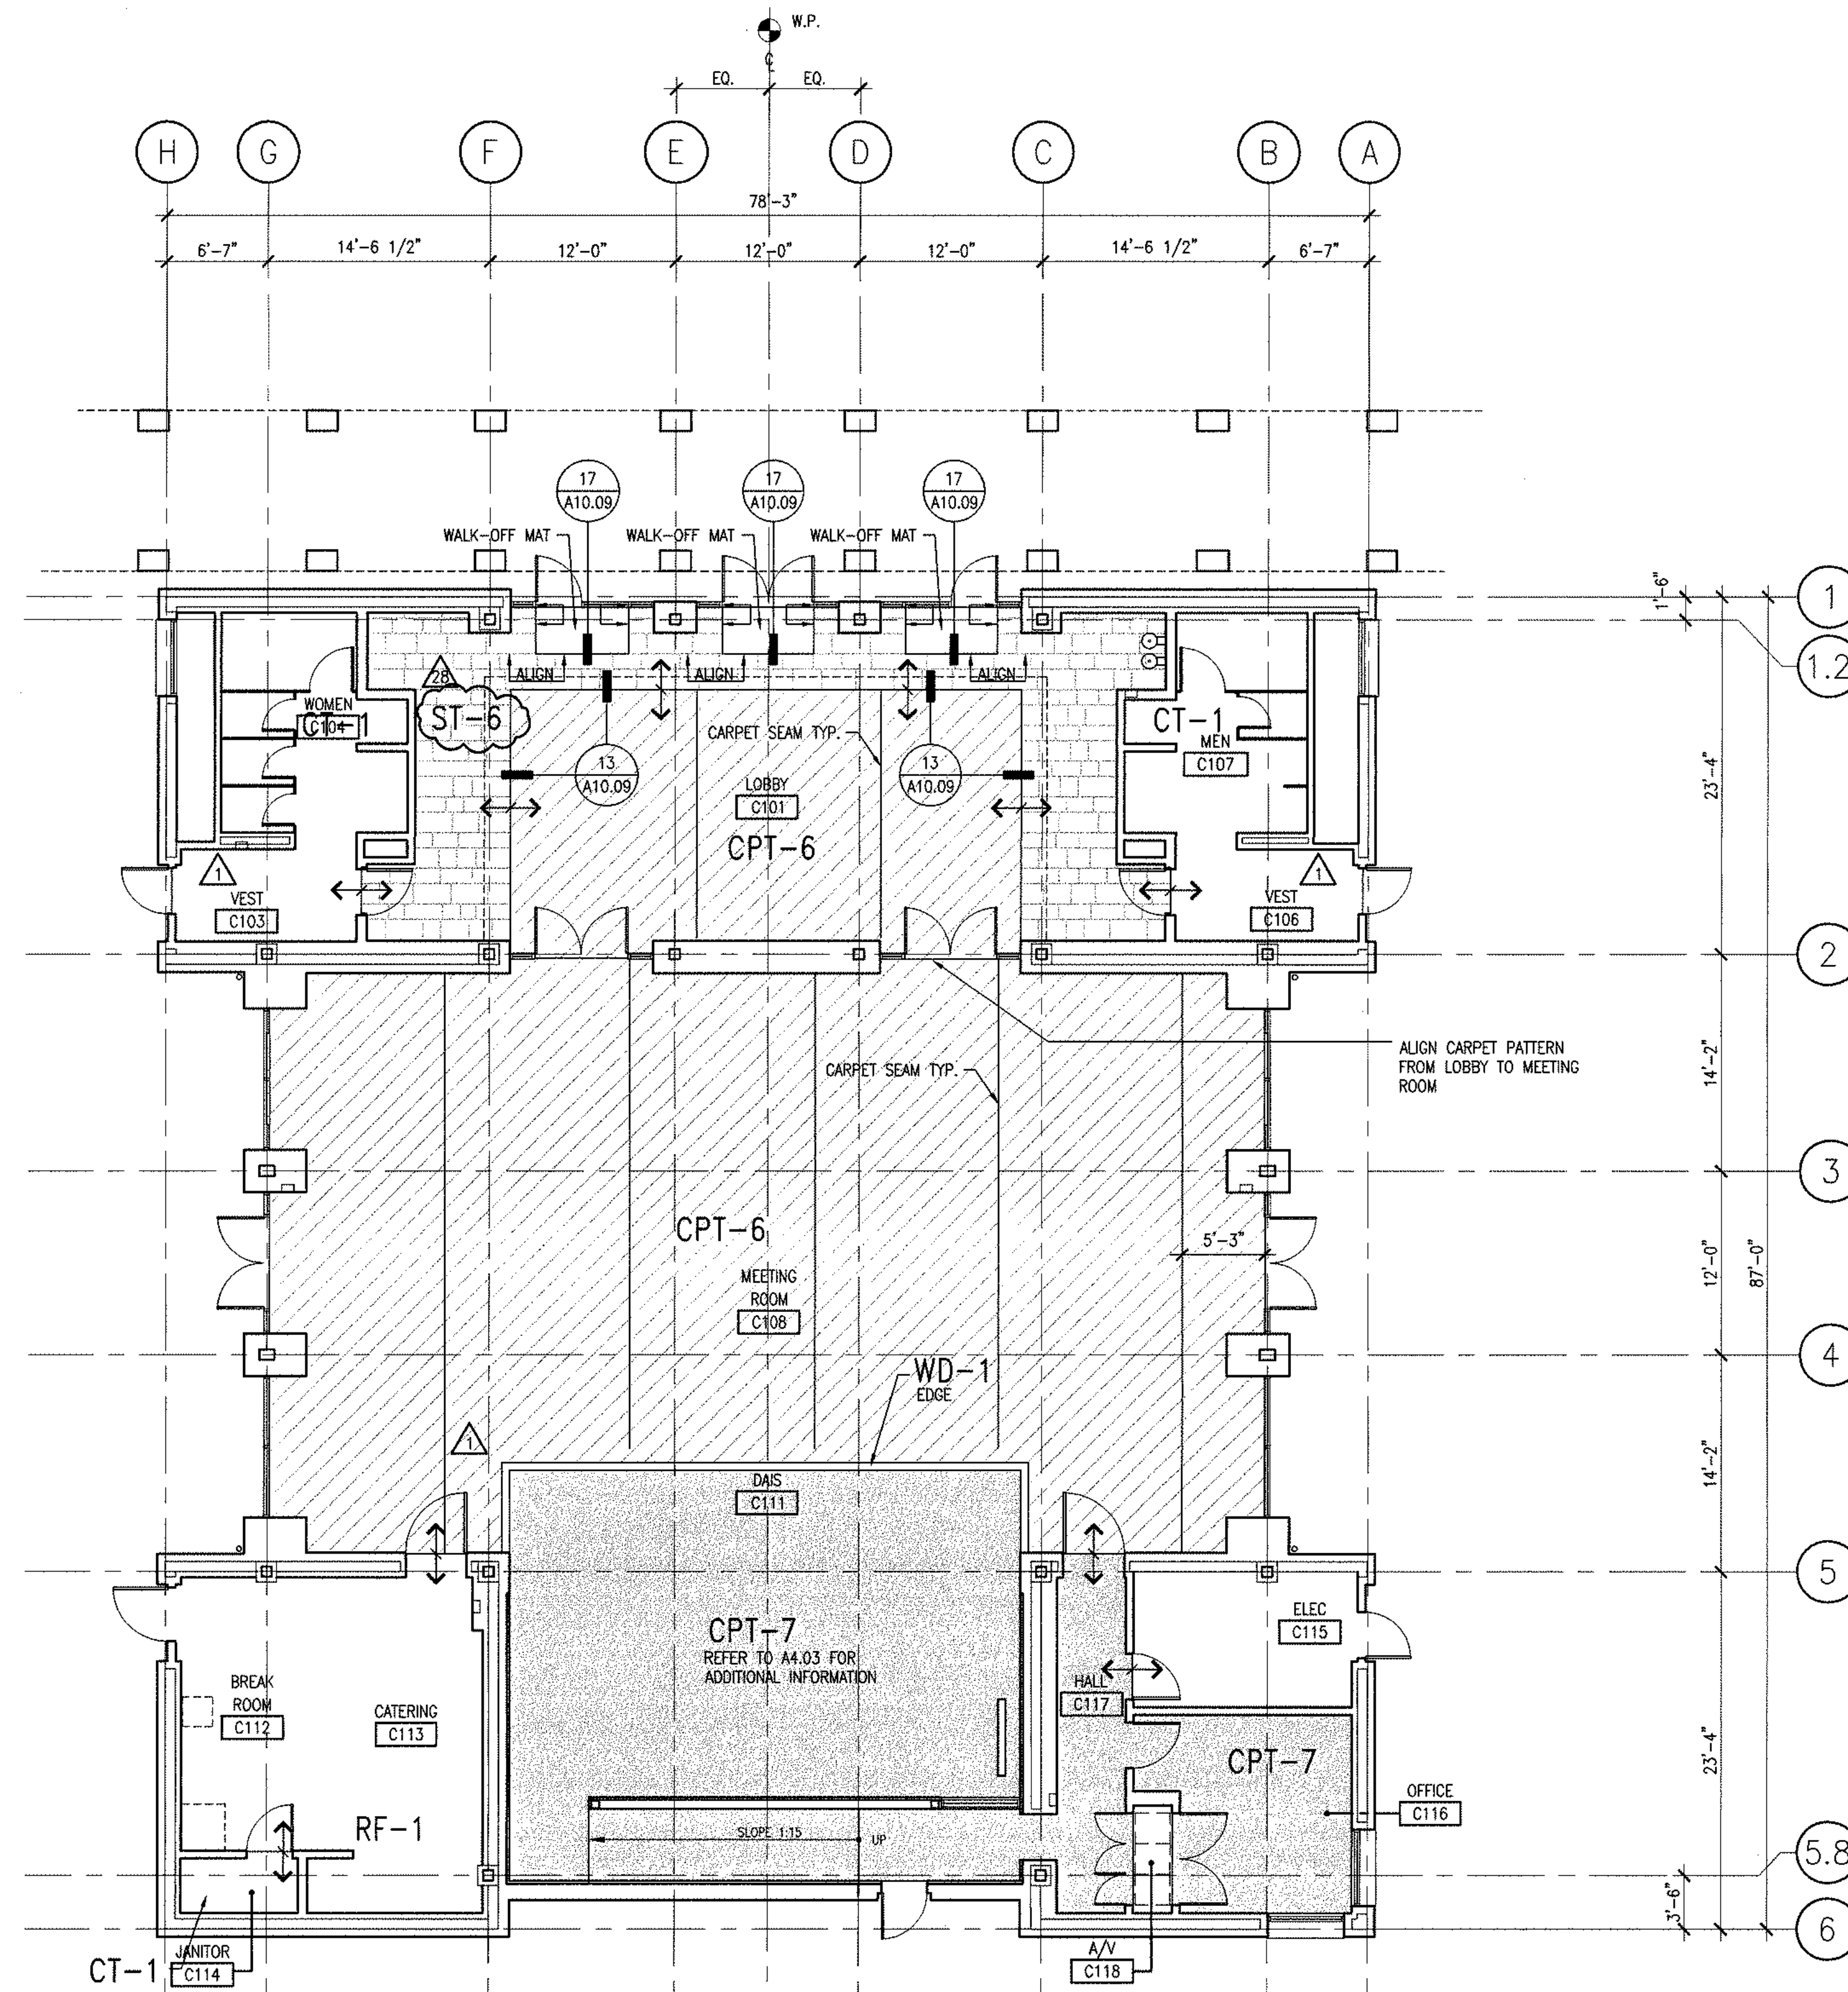 W.P.
EQ. EQ.
H G F E D C B A
78'-3"
6'-7" 14'-6 1/2" 12'-0" 12'-0" 12'-0" 14'-6 1/2" 6'-7"
17 17 17
A10.09 A10.09 A10.09
WALK-OFF MAT WALK-OFF MAT WALK-OFF MAT
1
1'-6"
1.2
28
ALIGN ALIGN ALIGN
WOMEN
C104
CT-1
ST-6
CARPET SEAM TYP.
CT-1
MEN
C107
13 13
A10.09 A10.09
LOBBY
C101
CPT-6
23'-4"
1 1
VEST
C103
VEST
C106
2
ALIGN CARPET PATTERN
FROM LOBBY TO MEETING
ROOM
14'-2"
CARPET SEAM TYP.
3
CPT-6
5'-3"
12'-0"
87'-0"
MEETING
ROOM
C108
4
WD-1
EDGE
1
14'-2"
DAIS
C111
5
ELEC
C115
CPT-7
REFER TO A4.03 FOR
ADDITIONAL INFORMATION
BREAK
ROOM
C112
CATERING
C113
HALL
C117
CPT-7
23'-4"
OFFICE
C116
RF-1
SLOPE 1:15 UP
5.8
3'-6"
6
JANITOR
C114
CT-1
A/V
C118